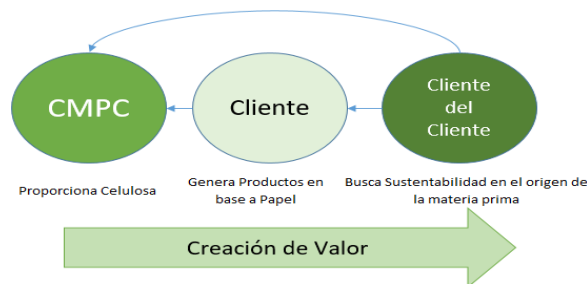 CMPC
Cliente
Cliente
del
Cliente
Proporciona Celulosa
Genera Productos en
base a Papel
Busca Sustentabilidad en el origen de
la materia prima
Creación de Valor